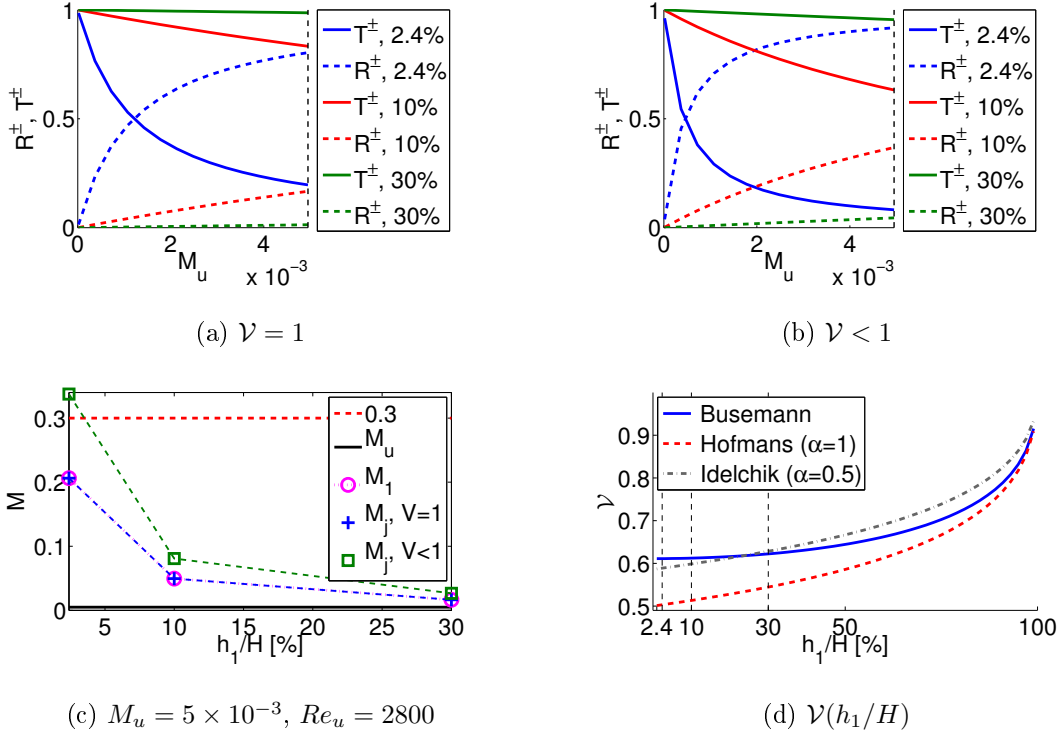 R±, T±
1
0.5
0
0
2
4
M_u
x 10⁻³
T±, 2.4%
R±, 2.4%
T±, 10%
R±, 10%
T±, 30%
R±, 30%
(a) 𝒱 = 1
R±, T±
1
0.5
0
0
2
4
M_u
x 10⁻³
T±, 2.4%
R±, 2.4%
T±, 10%
R±, 10%
T±, 30%
R±, 30%
(b) 𝒱 < 1
M
0.3
0.2
0.1
0
5
10
15
20
25
30
h₁/H [%]
0.3
M_u
M₁
M_j, V=1
M_j, V<1
(c) M_u = 5 × 10⁻³, Re_u = 2800
𝒱
0.9
0.8
0.7
0.6
0.5
2.4
10
30
50
100
h₁/H [%]
Busemann
Hofmans (α=1)
Idelchik (α=0.5)
(d) 𝒱(h₁/H)